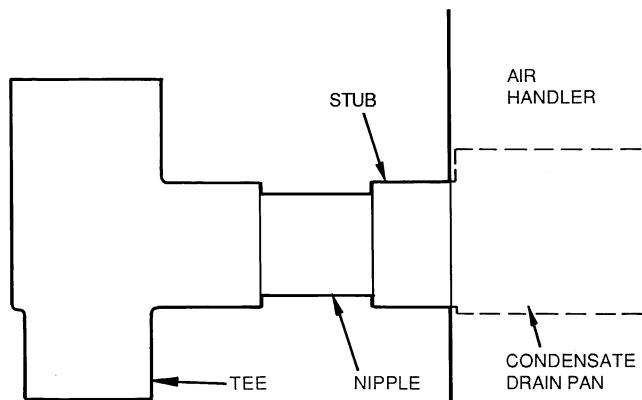 AIR
HANDLER
STUB
CONDENSATE
DRAIN PAN
NIPPLE
TEE